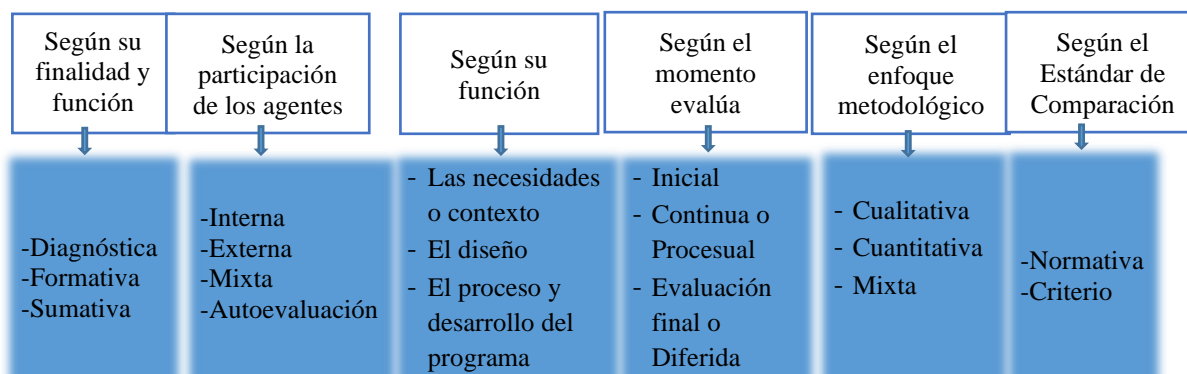 Según su
finalidad y
función
Según la
participación
de los agentes
Según su
función
Según el
momento
evalúa
Según el
enfoque
metodológico
Según el
Estándar de
Comparación
-Diagnóstica
-Formativa
-Sumativa
-Interna
-Externa
-Mixta
-Autoevaluación
- Las necesidades
o contexto
- El diseño
- El proceso y
desarrollo del
programa
- Inicial
- Continua o
Procesual
- Evaluación
final o
Diferida
- Cualitativa
- Cuantitativa
- Mixta
-Normativa
-Criterio